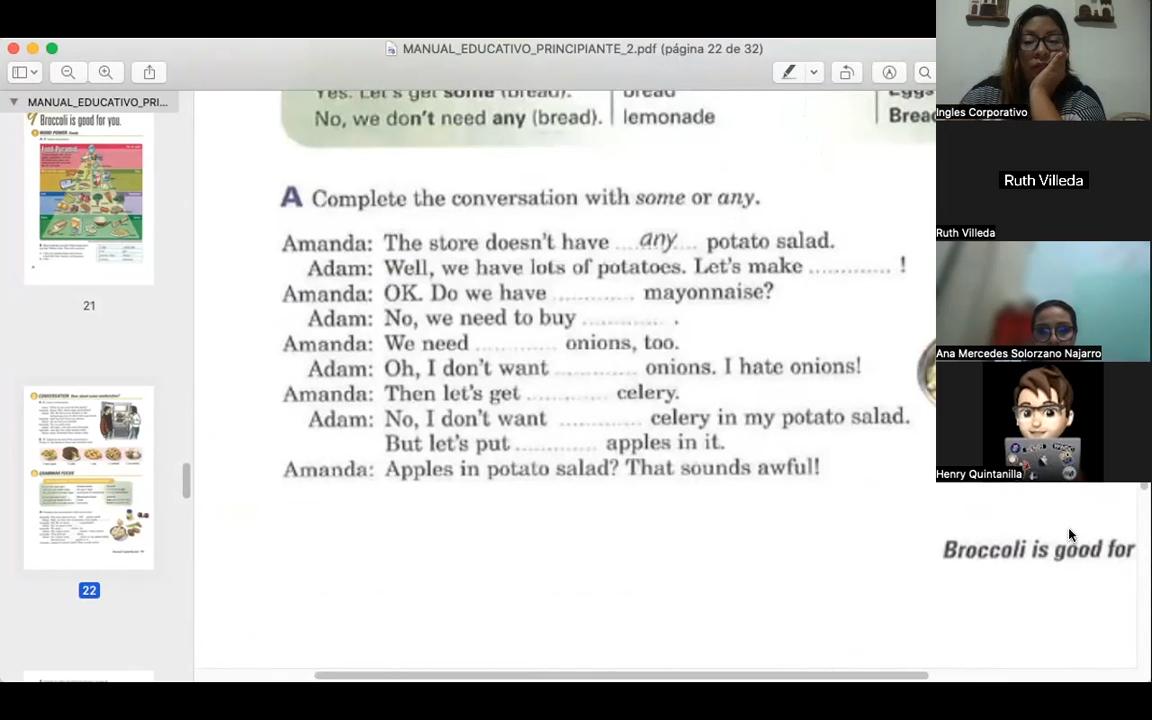 MANUAL_EDUCATIVO_PRINCIPIANTE_2.pdf (página 22 de 32)
MANUAL_EDUCATIVO_PRI...
Broccoli is good for you.
21
22
Yes. Let's get some (bread).
No, we don't need any (bread).
bread
lemonade
Eggs
Bread
A Complete the conversation with some or any.
Amanda: The store doesn't have ....any.... potato salad.
Adam: Well, we have lots of potatoes. Let's make ............. !
Amanda: OK. Do we have ............. mayonnaise?
Adam: No, we need to buy ............. .
Amanda: We need ............. onions, too.
Adam: Oh, I don't want ............. onions. I hate onions!
Amanda: Then let's get ............. celery.
Adam: No, I don't want ............. celery in my potato salad.
But let's put ............. apples in it.
Amanda: Apples in potato salad? That sounds awful!
Broccoli is good for
Ingles Corporativo
Ruth Villeda
Ruth Villeda
Ana Mercedes Solorzano Najarro
Henry Quintanilla